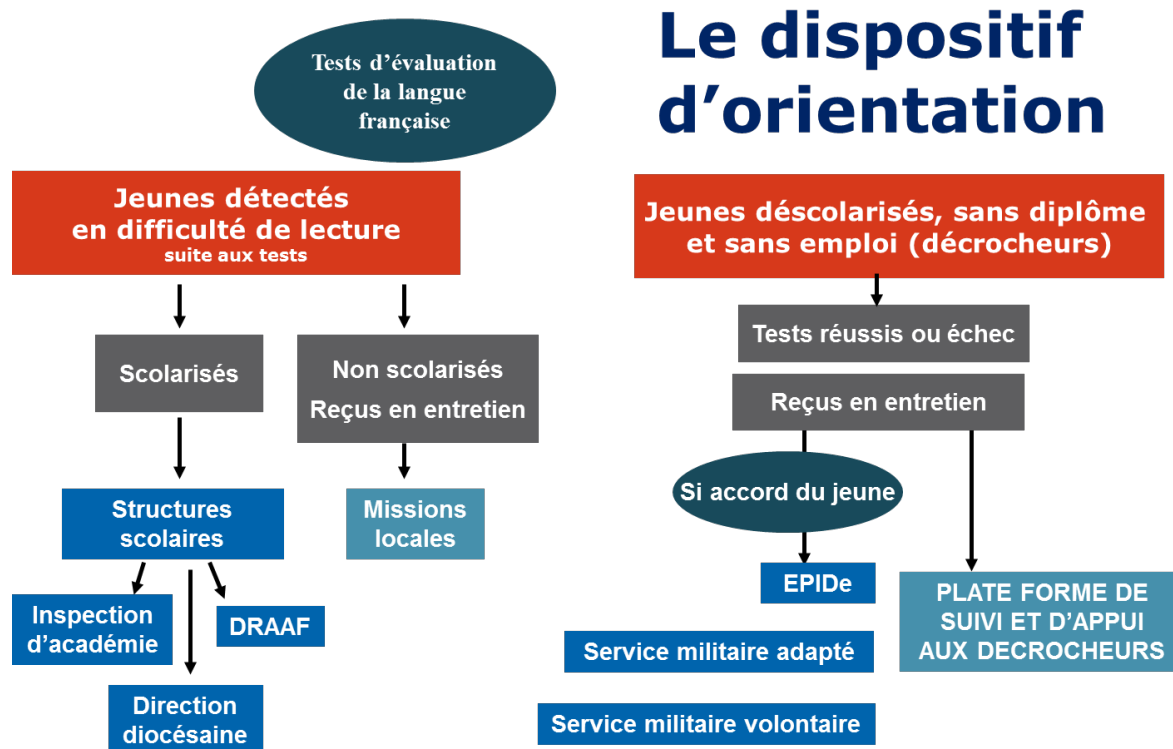 Le dispositif
d’orientation
Tests d’évaluation
de la langue
française
Jeunes détectés
en difficulté de lecture
suite aux tests
Scolarisés
Non scolarisés
Reçus en entretien
Structures
scolaires
Missions
locales
Inspection
d’académie
DRAAF
Direction
diocésaine
Jeunes déscolarisés, sans diplôme
et sans emploi (décrocheurs)
Tests réussis ou échec
Reçus en entretien
Si accord du jeune
EPIDe
Service militaire adapté
Service militaire volontaire
PLATE FORME DE
SUIVI ET D’APPUI
AUX DECROCHEURS